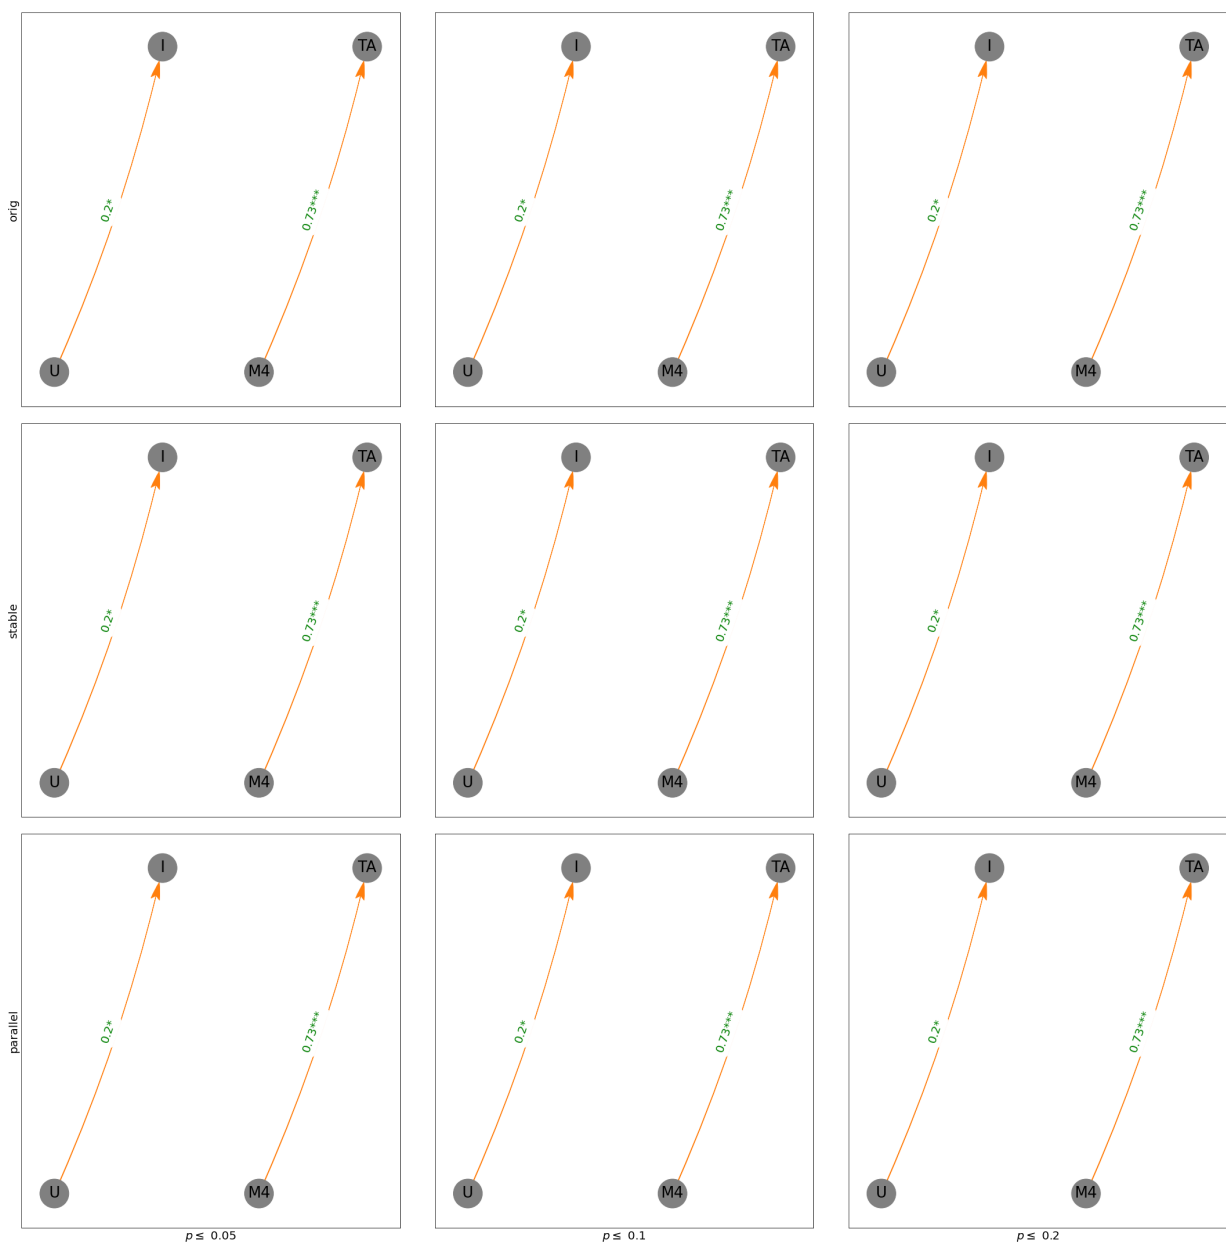 I TA I TA I TA
orig
0.2* 0.73*** 0.2* 0.73*** 0.2* 0.73***
U M4 U M4 U M4
I TA I TA I TA
stable
0.2* 0.73*** 0.2* 0.73*** 0.2* 0.73***
U M4 U M4 U M4
I TA I TA I TA
parallel
0.2* 0.73*** 0.2* 0.73*** 0.2* 0.73***
U M4 U M4 U M4
p ≤ 0.05 p ≤ 0.1 p ≤ 0.2